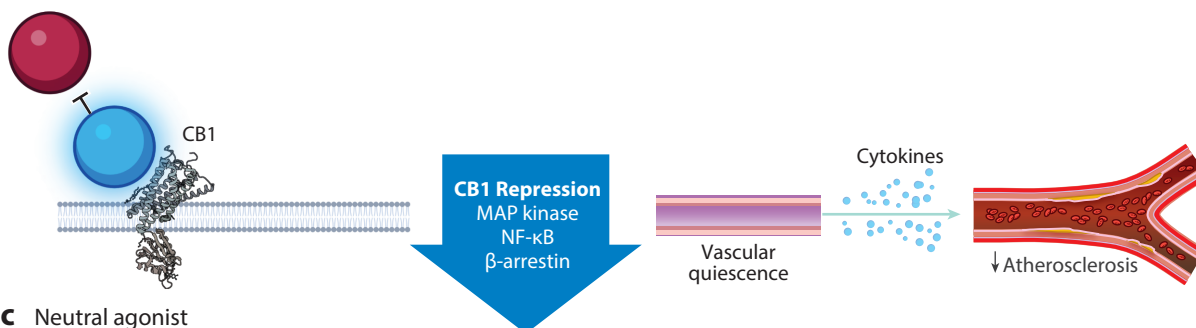 CB1
CB1 Repression
MAP kinase
NF-κB
β-arrestin
Vascular
quiescence
Cytokines
↓ Atherosclerosis
c Neutral agonist